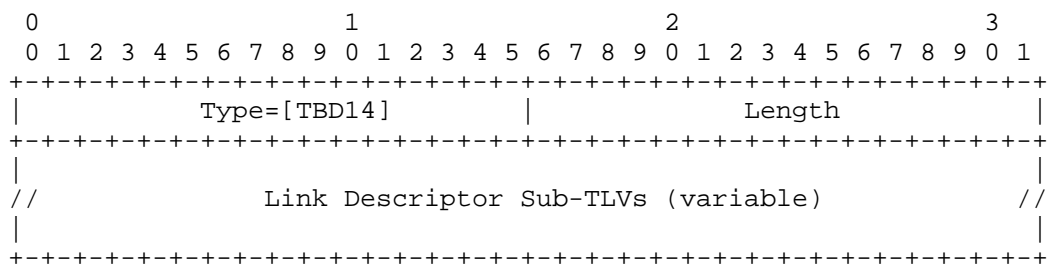 0                   1                   2                   3
 0 1 2 3 4 5 6 7 8 9 0 1 2 3 4 5 6 7 8 9 0 1 2 3 4 5 6 7 8 9 0 1
+-+-+-+-+-+-+-+-+-+-+-+-+-+-+-+-+-+-+-+-+-+-+-+-+-+-+-+-+-+-+-+-+
|           Type=[TBD14]        |             Length            |
+-+-+-+-+-+-+-+-+-+-+-+-+-+-+-+-+-+-+-+-+-+-+-+-+-+-+-+-+-+-+-+-+
|                                                               |
//              Link Descriptor Sub-TLVs (variable)            //
|                                                               |
+-+-+-+-+-+-+-+-+-+-+-+-+-+-+-+-+-+-+-+-+-+-+-+-+-+-+-+-+-+-+-+-+